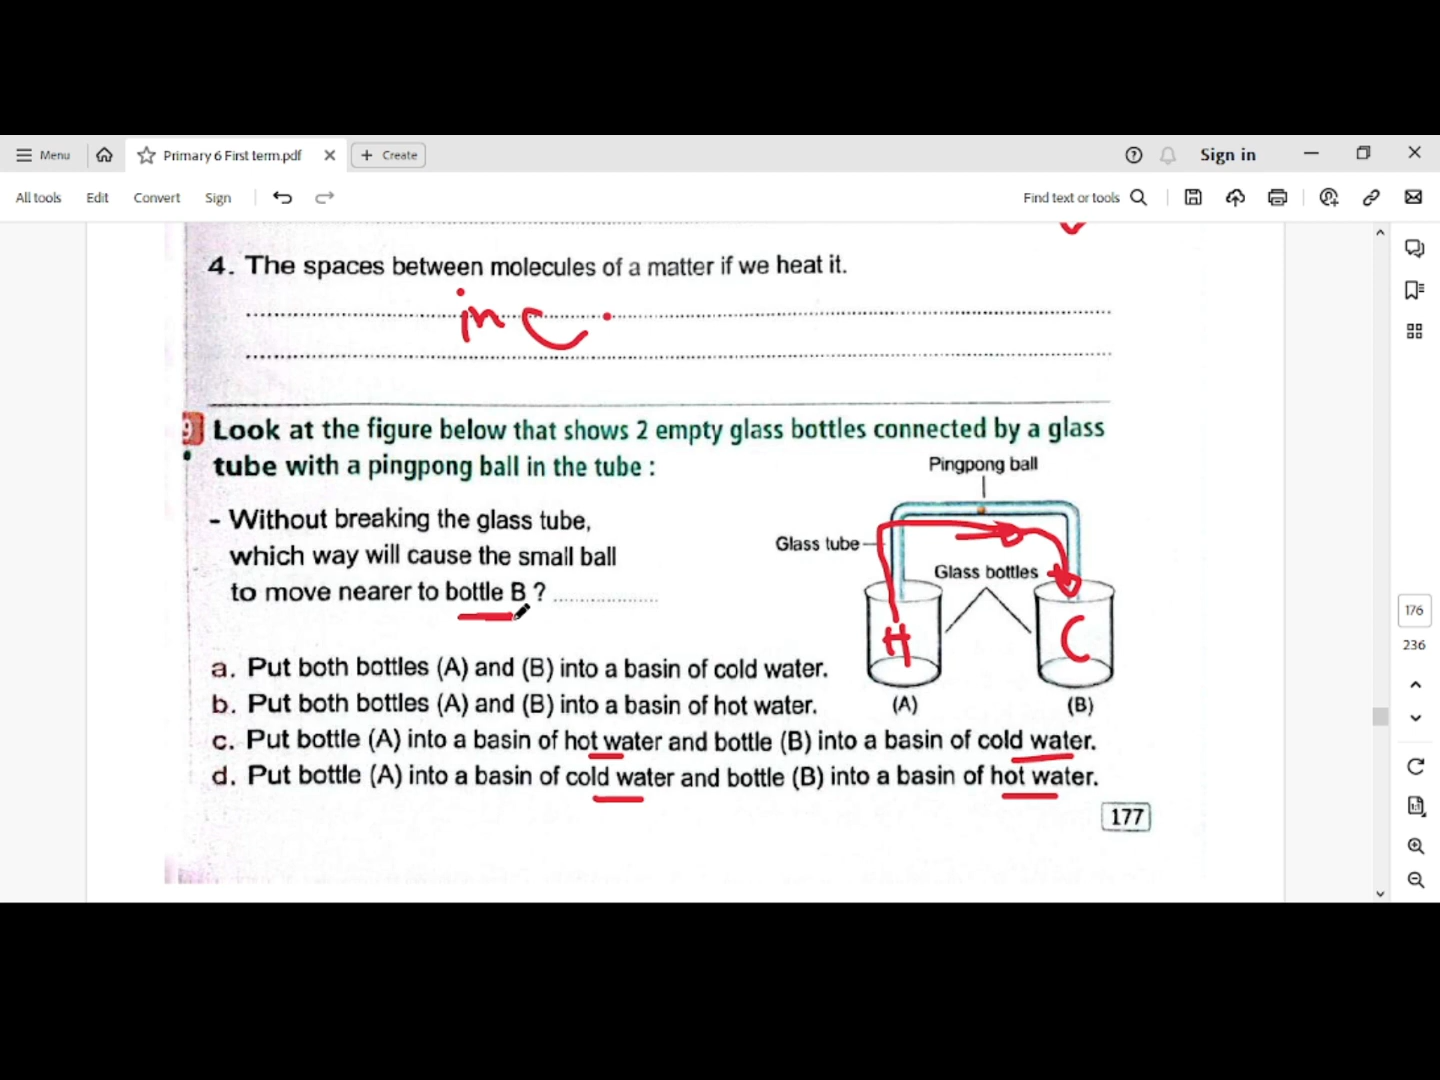 Menu
Primary 6 First term.pdf
Create
Sign in
All tools
Edit
Convert
Sign
Find text or tools
4. The spaces between molecules of a matter if we heat it.
in c.
9 Look at the figure below that shows 2 empty glass bottles connected by a glass
tube with a pingpong ball in the tube :
Pingpong ball
- Without breaking the glass tube,
which way will cause the small ball
to move nearer to bottle B ? ....................
Glass tube
Glass bottles
H
C
a. Put both bottles (A) and (B) into a basin of cold water.
b. Put both bottles (A) and (B) into a basin of hot water.
(A)
(B)
c. Put bottle (A) into a basin of hot water and bottle (B) into a basin of cold water.
d. Put bottle (A) into a basin of cold water and bottle (B) into a basin of hot water.
177
176
236